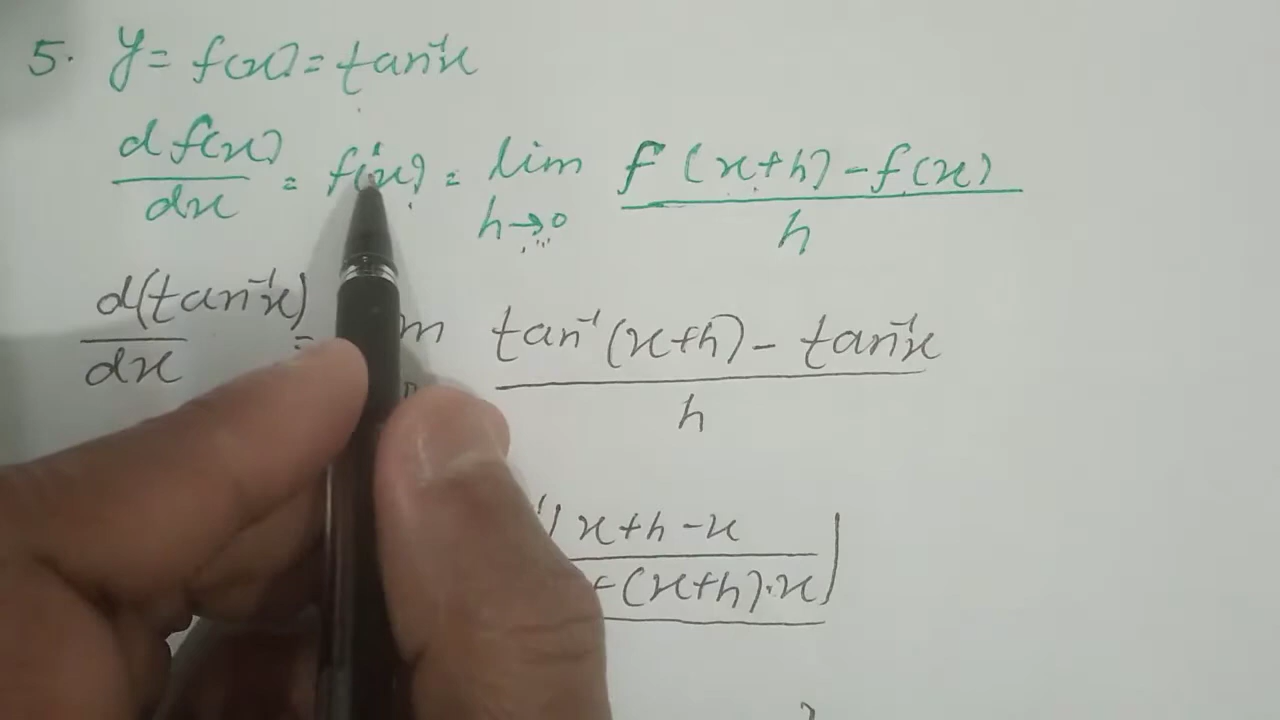 5. y = f(x) = tan⁻¹x
d f(x)/dx = f'(x) = lim h→0 f(x+h) - f(x)/h
d(tan⁻¹x)/dx = tan⁻¹(x+h) - tan⁻¹x/h
x+h-x/(x+h).x